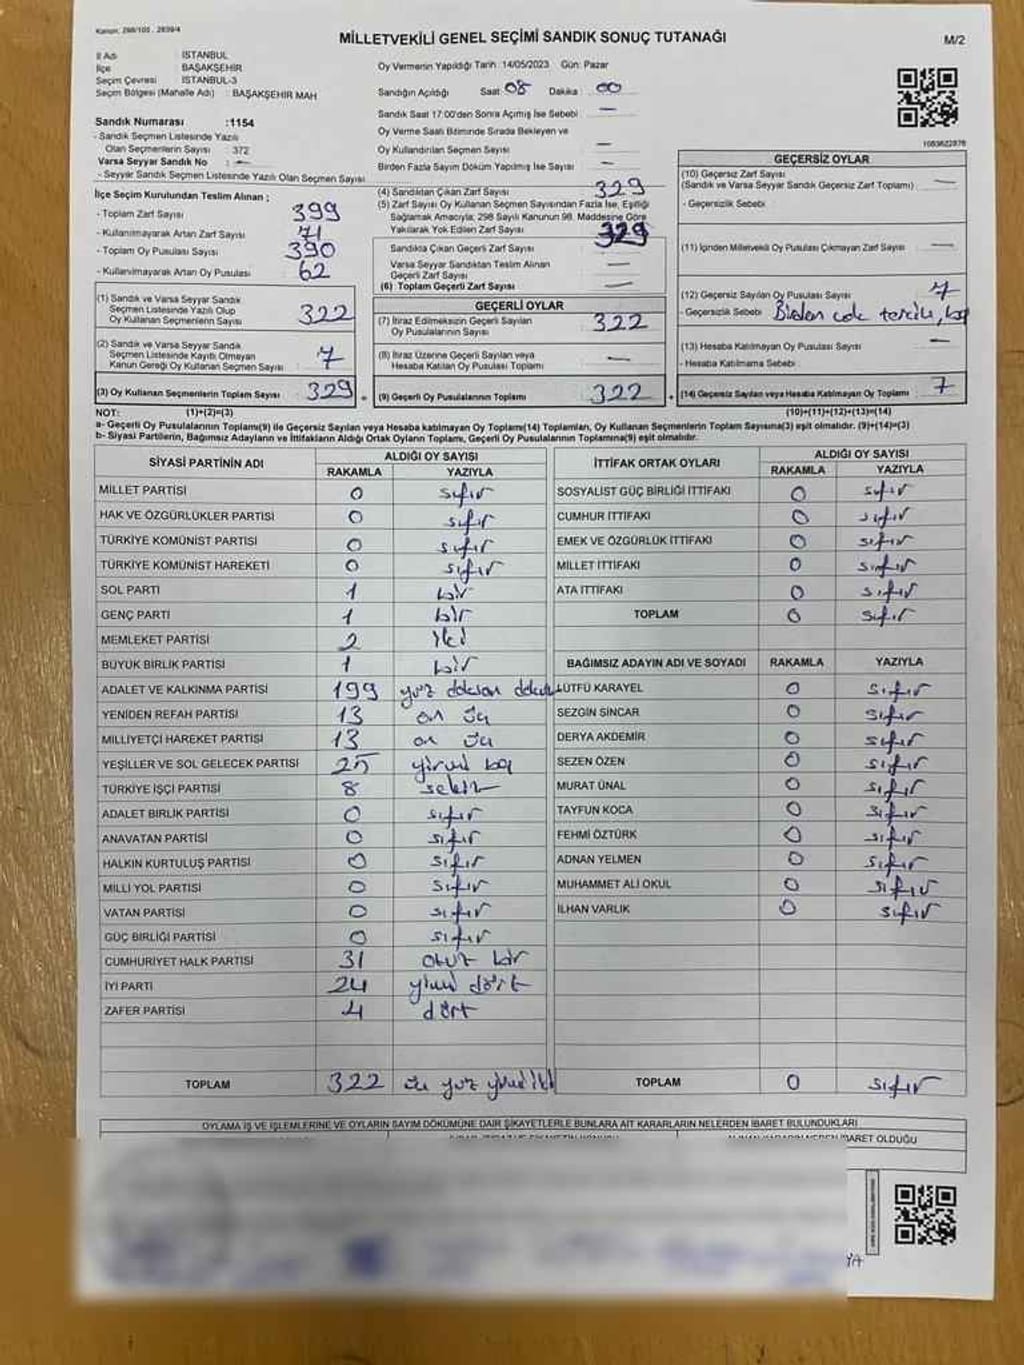 Kanun: 298/105 , 2839/4
MİLLETVEKİLİ GENEL SEÇİMİ SANDIK SONUÇ TUTANAĞI
M/2
İl Adı : İSTANBUL
İlçe BAŞAKŞEHİR
Seçim Çevresi İSTANBUL-3
Seçim Bölgesi (Mahalle Adı) : BAŞAKŞEHİR MAH
Sandık Numarası :1154
- Sandık Seçmen Listesinde Yazılı
Olan Seçmenlerin Sayısı : 372
Varsa Seyyar Sandık No : —
- Seyyar Sandık Seçmen Listesinde Yazılı Olan Seçmen Sayısı
Oy Vermenin Yapıldığı Tarih :14/05/2023 Gün: Pazar
Sandığın Açıldığı Saat 08 Dakika : 00
Sandık Saat 17:00'den Sonra Açılmış İse Sebebi : —
Oy Verme Saati Bitiminde Sırada Bekleyen ve
Oy Kullandırılan Seçmen Sayısı : —
Birden Fazla Sayım Döküm Yapılmış İse Sayısı : —
İlçe Seçim Kurulundan Teslim Alınan ;
- Toplam Zarf Sayısı : 399
- Kullanılmayarak Artan Zarf Sayısı : 71
- Toplam Oy Pusulası Sayısı : 390
- Kullanılmayarak Artan Oy Pusulası : 62
(1) Sandık ve Varsa Seyyar Sandık
Seçmen Listesinde Yazılı Olup
Oy Kullanan Seçmenlerin Sayısı : 322
(2) Sandık ve Varsa Seyyar Sandık
Seçmen Listesinde Kayıtlı Olmayan
Kanun Gereği Oy Kullanan Seçmen Sayısı : 7
(3) Oy Kullanan Seçmenlerin Toplam Sayısı : 329
(4) Sandıktan Çıkan Zarf Sayısı : 329
(5) Zarf Sayısı Oy Kullanan Seçmen Sayısından Fazla İse, Eşitliği
Sağlamak Amacıyla; 298 Sayılı Kanunun 98. Maddesine Göre
Yakılarak Yok Edilen Zarf Sayısı :
Sandıkta Çıkan Geçerli Zarf Sayısı : 329
Varsa Seyyar Sandıktan Teslim Alınan
Geçerli Zarf Sayısı : —
(6) Toplam Geçerli Zarf Sayısı : —
GEÇERLİ OYLAR
(7) İtiraz Edilmeksizin Geçerli Sayılan
Oy Pusulalarının Sayısı : 322
(8) İtiraz Üzerine Geçerli Sayılan veya
Hesaba Katılan Oy Pusulası Toplamı : —
(9) Geçerli Oy Pusulalarının Toplamı : 322
1083622876
GEÇERSİZ OYLAR
(10) Geçersiz Zarf Sayısı
(Sandık ve Varsa Seyyar Sandık Geçersiz Zarf Toplamı) : —
- Geçersizlik Sebebi
(11) İçinden Milletvekili Oy Pusulası Çıkmayan Zarf Sayısı : —
(12) Geçersiz Sayılan Oy Pusulası Sayısı : 7
- Geçersizlik Sebebi : Birden cok tercih,
(13) Hesaba Katılmayan Oy Pusulası Sayısı : —
- Hesaba Katılmama Sebebi :
(14) Geçersiz Sayılan veya Hesaba Katılmayan Oy Toplamı : 7
NOT: (1)+(2)=(3) (10)+(11)+(12)+(13)=(14)
a- Geçerli Oy Pusulalarının Toplamı(9) ile Geçersiz Sayılan veya Hesaba katılmayan Oy Pusulası Toplamı(14) Toplamları, Oy Kullanan Seçmenlerin Toplam Sayısına(3) eşit olmalıdır. (9)+(14)=(3)
b- Siyasi Partilerin, Bağımsız Adayların ve İttifakların Aldığı Ortak Oyların Toplamı, Geçerli Oy Pusulalarının Toplamına(9) eşit olmalıdır.
SİYASİ PARTİNİN ADI ALDIĞI OY SAYISI
RAKAMLA YAZIYLA
MİLLET PARTİSİ 0 sıfır
HAK VE ÖZGÜRLÜKLER PARTİSİ 0 sıfır
TÜRKİYE KOMÜNİST PARTİSİ 0 sıfır
TÜRKİYE KOMÜNİST HAREKETİ 0 sıfır
SOL PARTİ 1 bir
GENÇ PARTİ 1 bir
MEMLEKET PARTİSİ 2 iki
BÜYÜK BİRLİK PARTİSİ 1 bir
ADALET VE KALKINMA PARTİSİ 199 yüz doksan dokuz
YENİDEN REFAH PARTİSİ 13 on üç
MİLLİYETÇİ HAREKET PARTİSİ 13 on üç
YEŞİLLER VE SOL GELECEK PARTİSİ 25 yirmi beş
TÜRKİYE İŞÇİ PARTİSİ 8 sekiz
ADALET BİRLİK PARTİSİ 0 sıfır
ANAVATAN PARTİSİ 0 sıfır
HALKIN KURTULUŞ PARTİSİ 0 sıfır
MİLLİ YOL PARTİSİ 0 sıfır
VATAN PARTİSİ 0 sıfır
GÜÇ BİRLİĞİ PARTİSİ 0 sıfır
CUMHURİYET HALK PARTİSİ 31 otuz bir
İYİ PARTİ 24 yirmi dört
ZAFER PARTİSİ 4 dört
TOPLAM 322 üç yüz yirmi iki
İTTİFAK ORTAK OYLARI ALDIĞI OY SAYISI
RAKAMLA YAZIYLA
SOSYALİST GÜÇ BİRLİĞİ İTTİFAKI 0 sıfır
CUMHUR İTTİFAKI 0 sıfır
EMEK VE ÖZGÜRLÜK İTTİFAKI 0 sıfır
MİLLET İTTİFAKI 0 sıfır
ATA İTTİFAKI 0 sıfır
TOPLAM 0 sıfır
BAĞIMSIZ ADAYIN ADI VE SOYADI RAKAMLA YAZIYLA
LÜTFÜ KARAYEL 0 sıfır
SEZGİN SİNCAR 0 sıfır
DERYA AKDEMİR 0 sıfır
SEZEN ÖZEN 0 sıfır
MURAT ÜNAL 0 sıfır
TAYFUN KOCA 0 sıfır
FEHMİ ÖZTÜRK 0 sıfır
ADNAN YELMEN 0 sıfır
MUHAMMET ALİ OKUL 0 sıfır
İLHAN VARLIK 0 sıfır
TOPLAM 0 sıfır
OYLAMA İŞ VE İŞLEMLERİNE VE OYLARIN SAYIM DÖKÜMÜNE DAİR ŞİKAYETLERLE BUNLARA AİT KARARLARIN NELERDEN İBARET BULUNDUKLARI
İBARET OLDUĞU